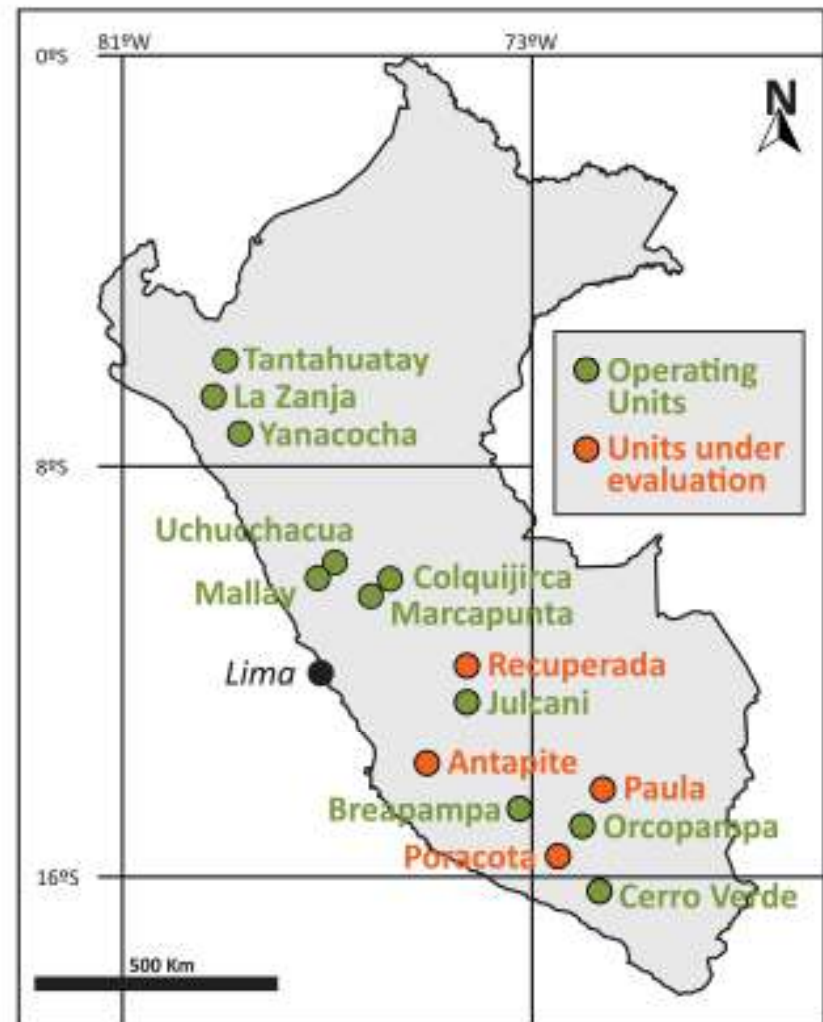 81ºW
73ºW
0ºS
N
Tantahuatay
La Zanja
Yanacocha
Operating
Units
Units under
evaluation
8ºS
Uchucchacua
Mallay
Colquijirca
Marcapunta
Lima
Recuperada
Julcani
Antapite
Paula
Breapampa
Orcopampa
Poracota
16ºS
Cerro Verde
500 Km